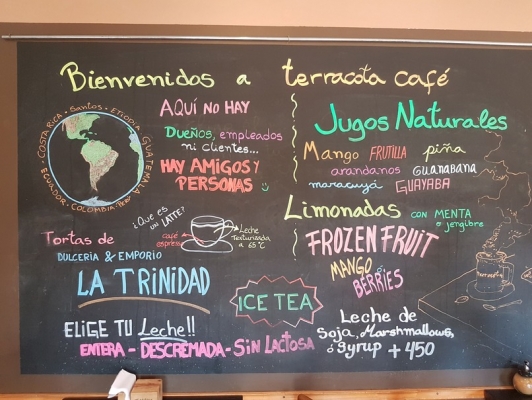 Bienvenidos a terracota café
AQUÍ NO HAY
DUEÑOS, empleados
ni clientes...
HAY AMIGOS Y
PERSONAS
COSTA RICA • Santos • ETIOPIA • GUATEMALA
ECUADOR • COLOMBIA • Perú
¿QUE ES
un LATTE?
café
espresso
Leche
Texturizada
a 65°C
Tortas de
DULCERÍA & EMPORIO
LA TRINIDAD
ELIGE TU Leche!!
ENTERA - DESCREMADA - Sin Lactosa
ICE TEA
Jugos Naturales
Mango FRUTILLA piña
arandanos GUANABANA
maracuyá GUAYABA
Limonadas CON MENTA
o jengibre
FROZEN FRUIT
MANGO
BERRIES
terracota
Leche de
Soja, Marshmallows,
ó Syrup + 450